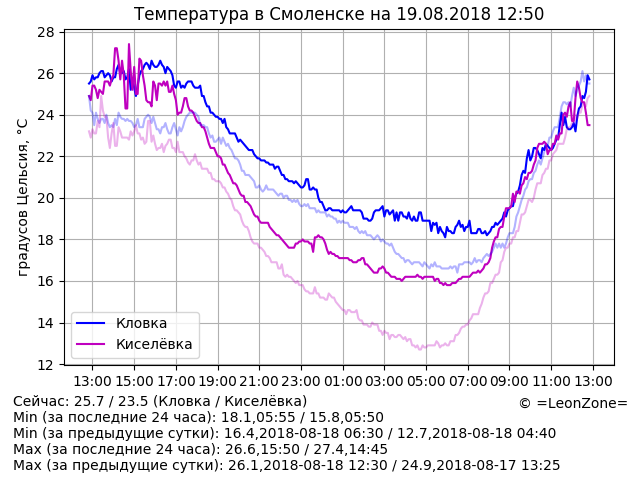 Температура в Смоленске на 19.08.2018 12:50
28
26
24
22
20
18
16
14
12
градусов Цельсия, °C
Кловка
Киселёвка
13:00 15:00 17:00 19:00 21:00 23:00 01:00 03:00 05:00 07:00 09:00 11:00 13:00
Сейчас: 25.7 / 23.5 (Кловка / Киселёвка)
© =LeonZone=
Min (за последние 24 часа): 18.1,05:55 / 15.8,05:50
Min (за предыдущие сутки): 16.4,2018-08-18 06:30 / 12.7,2018-08-18 04:40
Max (за последние 24 часа): 26.6,15:50 / 27.4,14:45
Max (за предыдущие сутки): 26.1,2018-08-18 12:30 / 24.9,2018-08-17 13:25